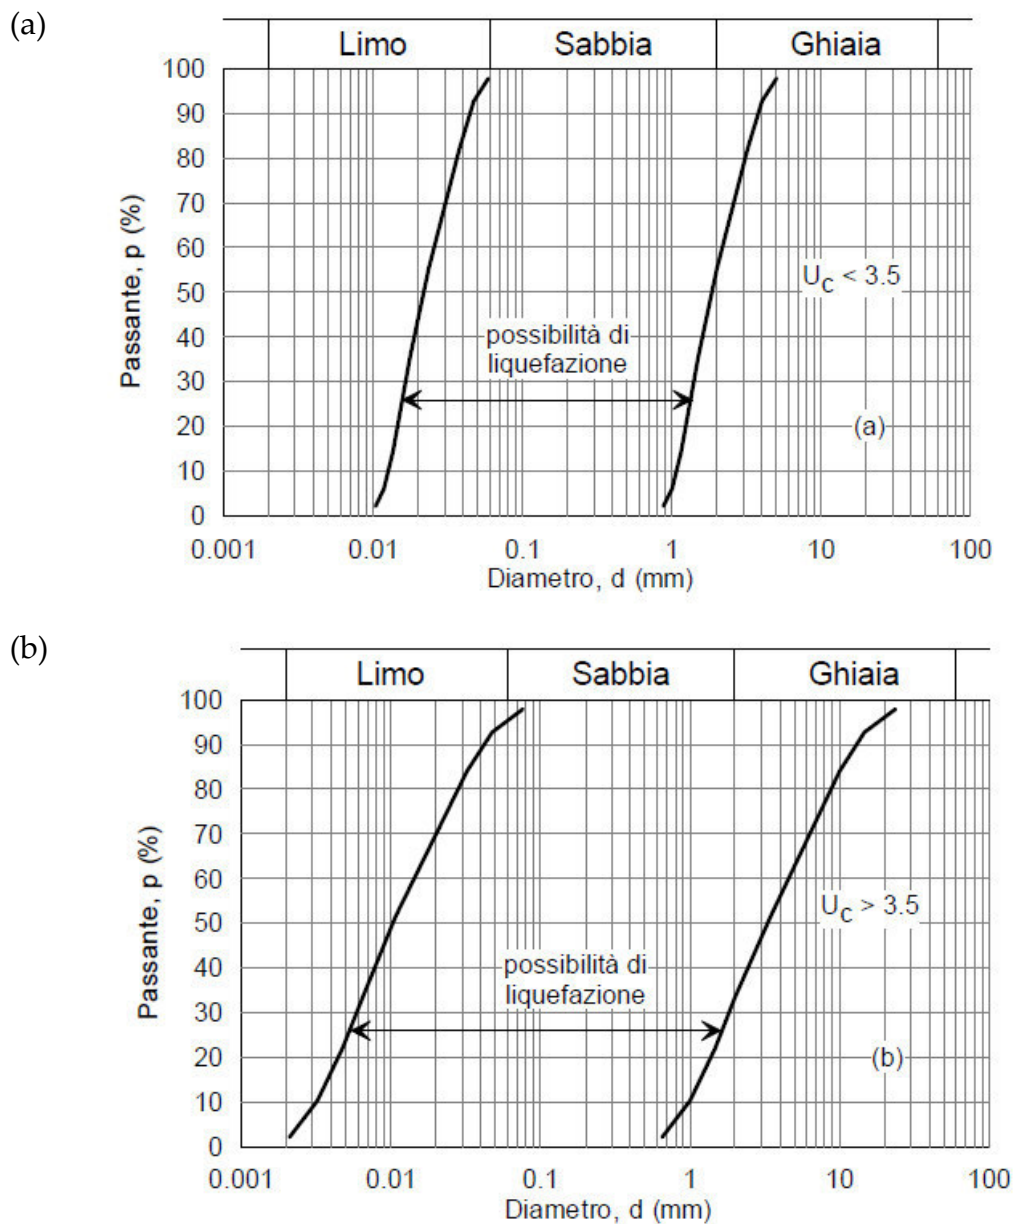 (a)
Limo Sabbia Ghiaia
100
90
80
70
60
50
40
30
20
10
0
Passante, p (%)
U_C < 3.5
possibilità di
liquefazione
(a)
0.001 0.01 0.1 1 10 100
Diametro, d (mm)
(b)
Limo Sabbia Ghiaia
100
90
80
70
60
50
40
30
20
10
0
Passante, p (%)
U_C > 3.5
possibilità di
liquefazione
(b)
0.001 0.01 0.1 1 10 100
Diametro, d (mm)